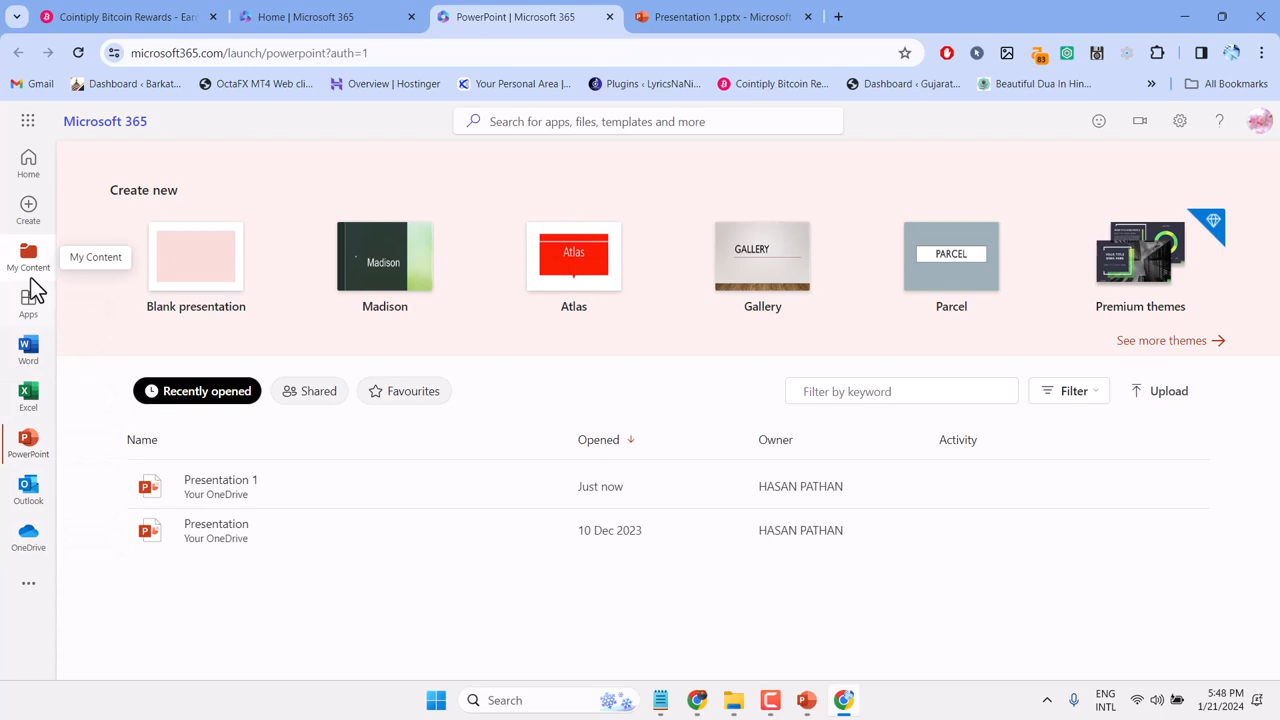 Cointiply Bitcoin Rewards - Ear
Home | Microsoft 365
PowerPoint | Microsoft 365
Presentation 1.pptx - Microsoft
microsoft365.com/launch/powerpoint?auth=1
83
Gmail
Dashboard ‹ Barkat...
OctaFX MT4 Web cli...
Overview | Hostinger
Your Personal Area |...
Plugins ‹ LyricsNaNi...
Cointiply Bitcoin Re...
Dashboard ‹ Gujarat...
Beautiful Dua In Hin...
»
All Bookmarks
Microsoft 365
Search for apps, files, templates and more
?
Home
Create
My Content
Apps
Word
Excel
PowerPoint
Outlook
OneDrive
My Content
Create new
Madison
Atlas
GALLERY
PARCEL
Blank presentation
Madison
Atlas
Gallery
Parcel
Premium themes
See more themes
Recently opened
Shared
Favourites
Filter by keyword
Filter
Upload
Name
Opened
Owner
Activity
Presentation 1
Your OneDrive
Just now
HASAN PATHAN
Presentation
Your OneDrive
10 Dec 2023
HASAN PATHAN
Search
ENG
INTL
5:48 PM
1/21/2024